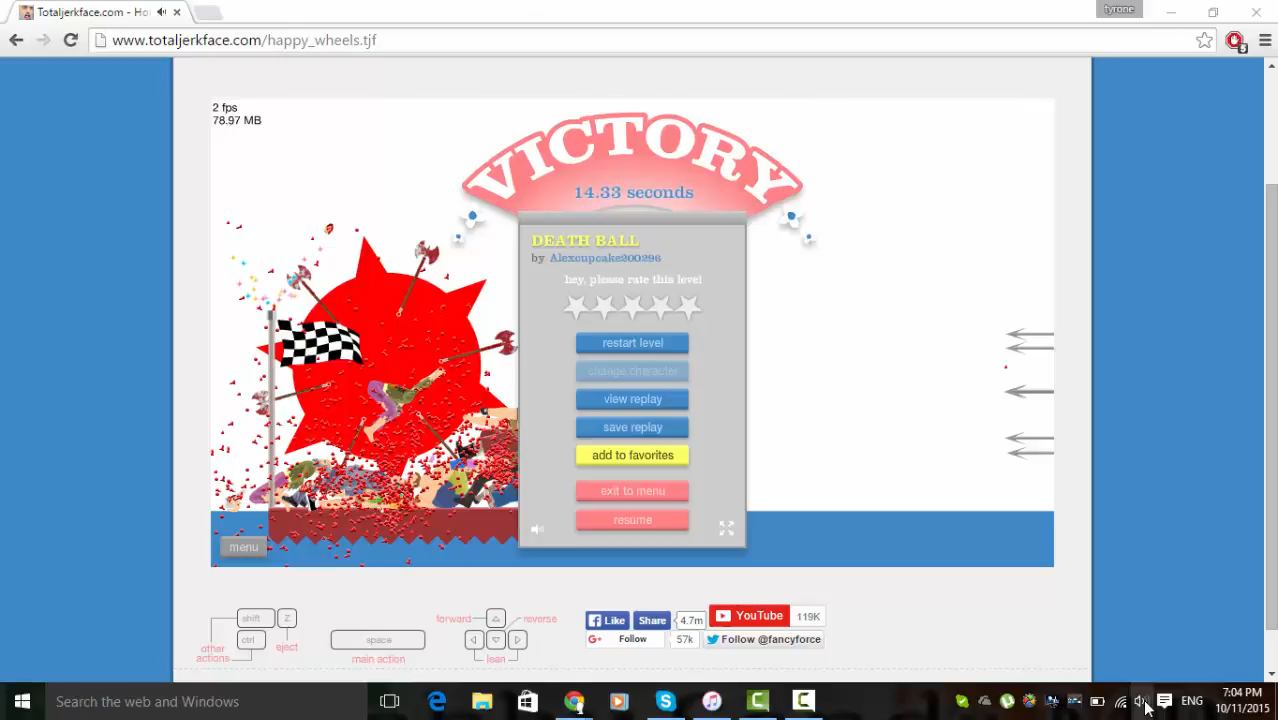 Totaljerkface.com - Ho
tyrone
www.totaljerkface.com/happy_wheels.tjf
2 fps
78.97 MB
VICTORY
14.33 seconds
DEATH BALL
by Alexcupcake200296
hey, please rate this level
restart level
change character
view replay
save replay
add to favorites
exit to menu
resume
menu
shift
Z
ctrl
other
actions
eject
space
main action
forward
reverse
lean
Like
Share
4.7m
YouTube
119K
G+
Follow
57k
Follow @fancyforce
Search the web and Windows
ENG
7:04 PM
10/11/2015